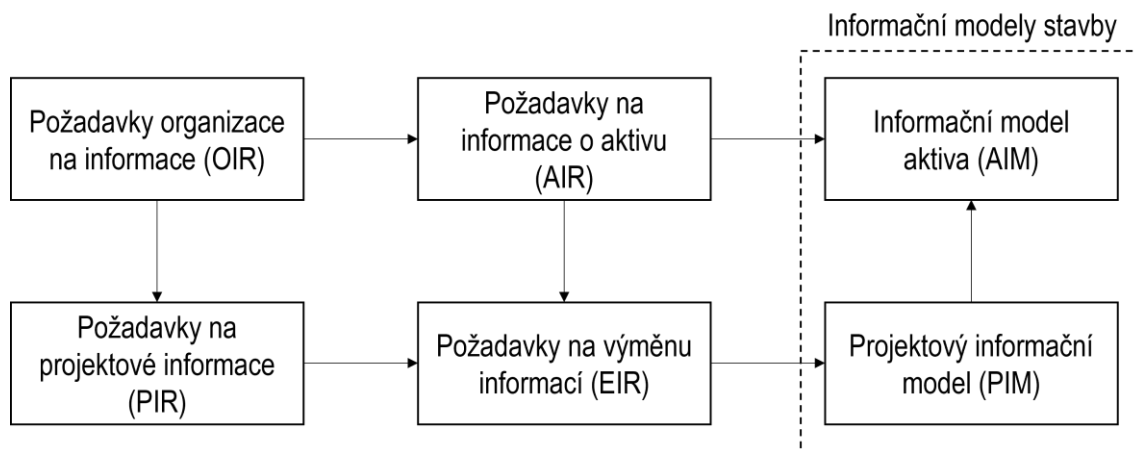 Informační modely stavby
Požadavky organizace
na informace (OIR)
Požadavky na
informace o aktivu
(AIR)
Informační model
aktiva (AIM)
Požadavky na
projektové informace
(PIR)
Požadavky na výměnu
informací (EIR)
Projektový informační
model (PIM)